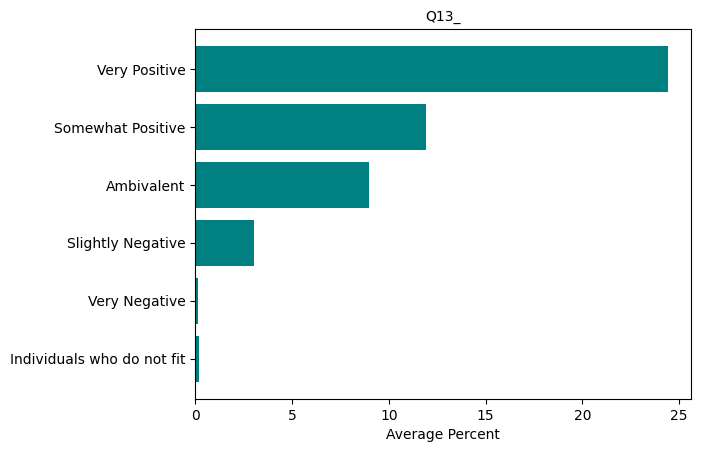 Q13_
Very Positive
Somewhat Positive
Ambivalent
Slightly Negative
Very Negative
Individuals who do not fit
0 5 10 15 20 25
Average Percent